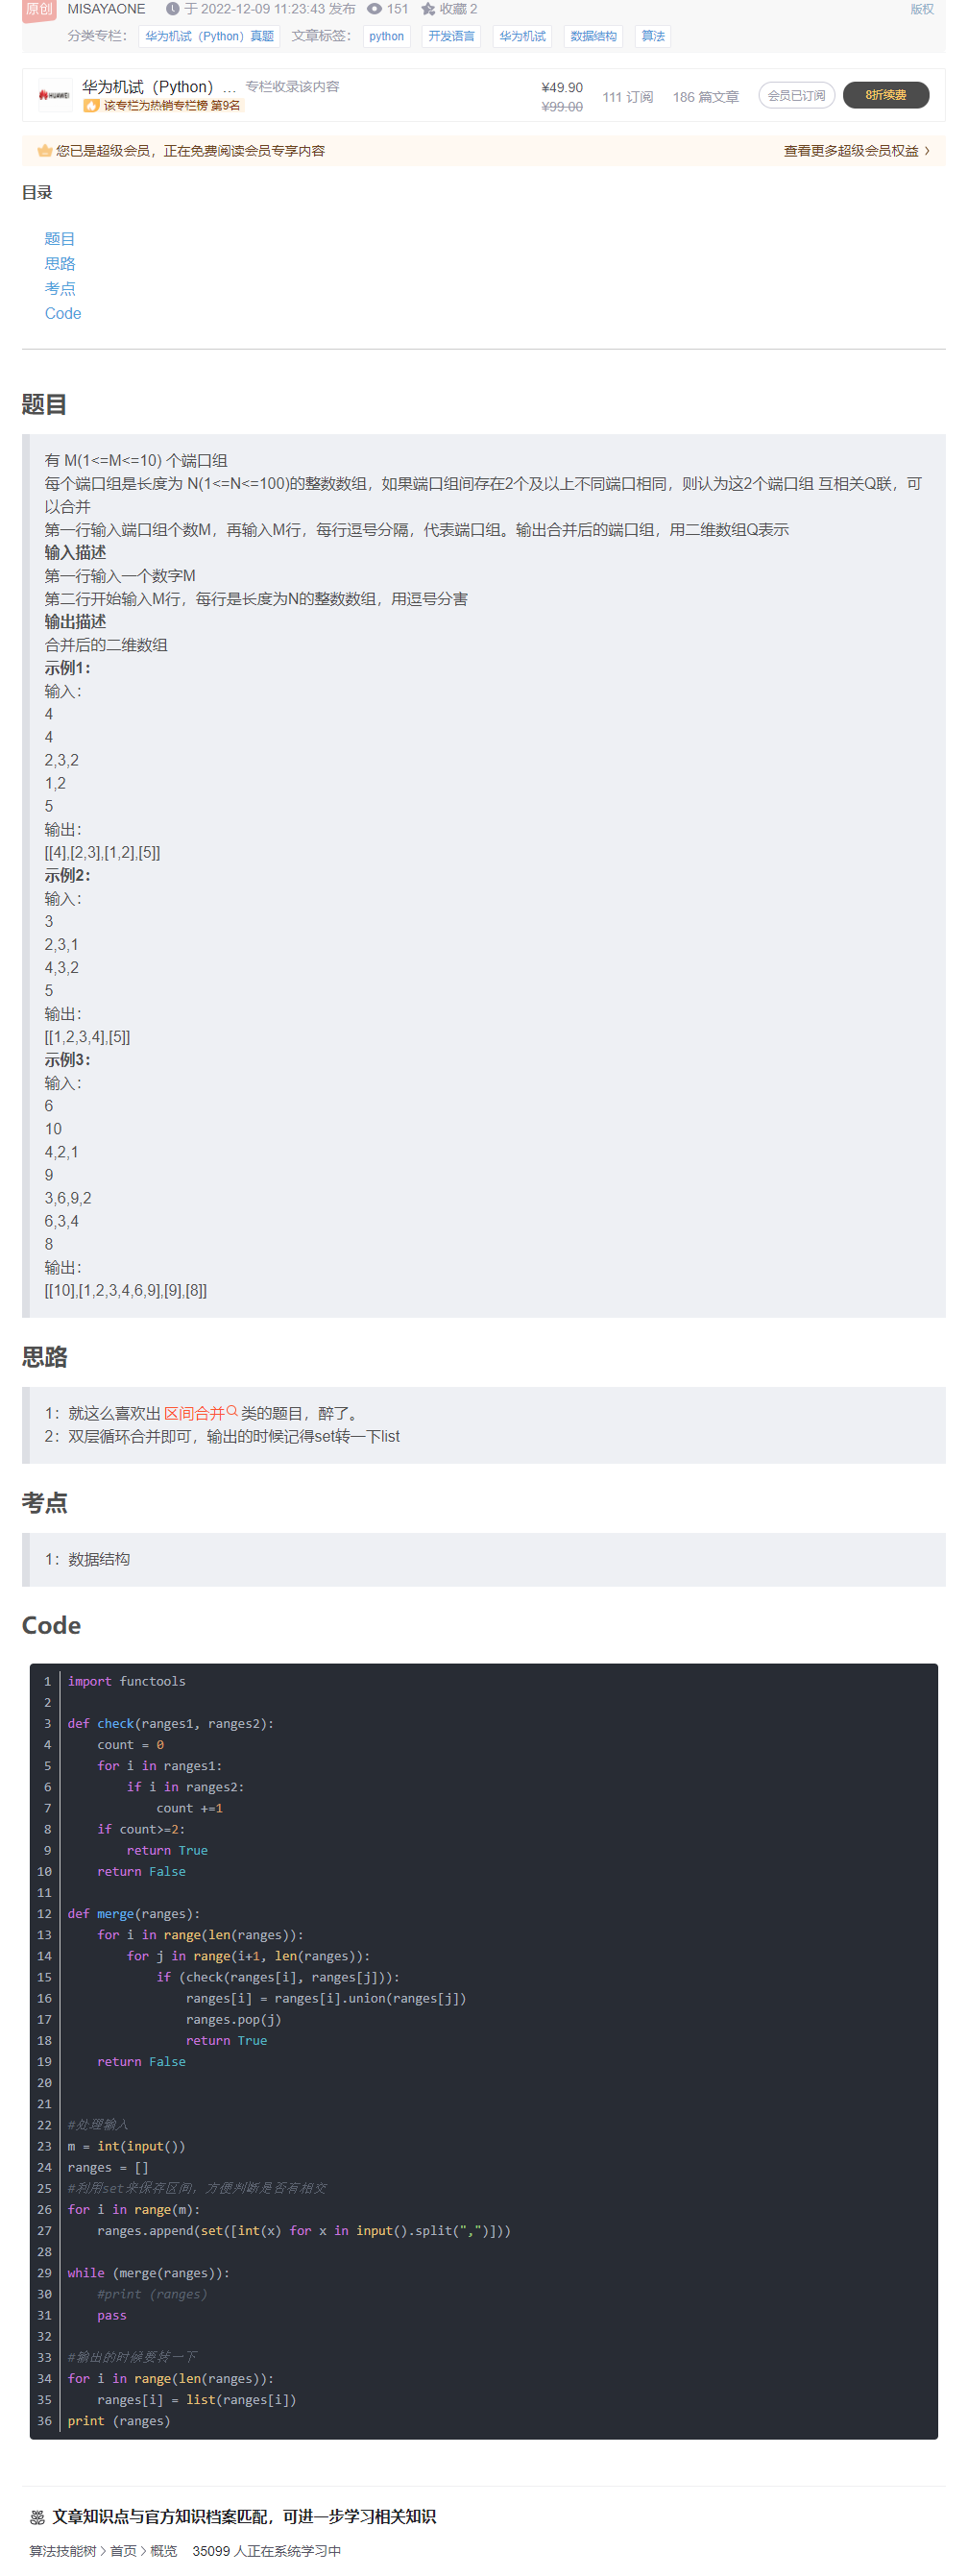 原创 MISAYAONE 于 2022-12-09 11:23:43 发布 151 收藏 2 版权
分类专栏： 华为机试（Python）真题 文章标签： python 开发语言 华为机试 数据结构 算法
HUAWEI 华为机试（Python）... 专栏收录该内容 ¥49.90 111 订阅 186 篇文章 会员已订阅 8折续费
该专栏为热销专栏榜 第9名 ¥99.00
您已是超级会员，正在免费阅读会员专享内容 查看更多超级会员权益
目录
题目
思路
考点
Code
题目
有 M(1<=M<=10) 个端口组
每个端口组是长度为 N(1<=N<=100)的整数数组，如果端口组间存在2个及以上不同端口相同，则认为这2个端口组 互相关Q联，可
以合并
第一行输入端口组个数M，再输入M行，每行逗号分隔，代表端口组。输出合并后的端口组，用二维数组Q表示
输入描述
第一行输入一个数字M
第二行开始输入M行，每行是长度为N的整数数组，用逗号分害
输出描述
合并后的二维数组
示例1：
输入：
4
4
2,3,2
1,2
5
输出：
[[4],[2,3],[1,2],[5]]
示例2：
输入：
3
2,3,1
4,3,2
5
输出：
[[1,2,3,4],[5]]
示例3：
输入：
6
10
4,2,1
9
3,6,9,2
6,3,4
8
输出：
[[10],[1,2,3,4,6,9],[9],[8]]
思路
1：就这么喜欢出 区间合并 类的题目，醉了。
2：双层循环合并即可，输出的时候记得set转一下list
考点
1：数据结构
Code
1 import functools
2
3 def check(ranges1, ranges2):
4     count = 0
5     for i in ranges1:
6         if i in ranges2:
7             count +=1
8     if count>=2:
9         return True
10     return False
11
12 def merge(ranges):
13     for i in range(len(ranges)):
14         for j in range(i+1, len(ranges)):
15             if (check(ranges[i], ranges[j])):
16                 ranges[i] = ranges[i].union(ranges[j])
17                 ranges.pop(j)
18                 return True
19     return False
20
21
22 #处理输入
23 m = int(input())
24 ranges = []
25 #利用set来保存区间，方便判断是否有相交
26 for i in range(m):
27     ranges.append(set([int(x) for x in input().split(",")]))
28
29 while (merge(ranges)):
30     #print (ranges)
31     pass
32
33 #输出的时候要转一下
34 for i in range(len(ranges)):
35     ranges[i] = list(ranges[i])
36 print (ranges)
文章知识点与官方知识档案匹配，可进一步学习相关知识
算法技能树 > 首页 > 概览 35099 人正在系统学习中